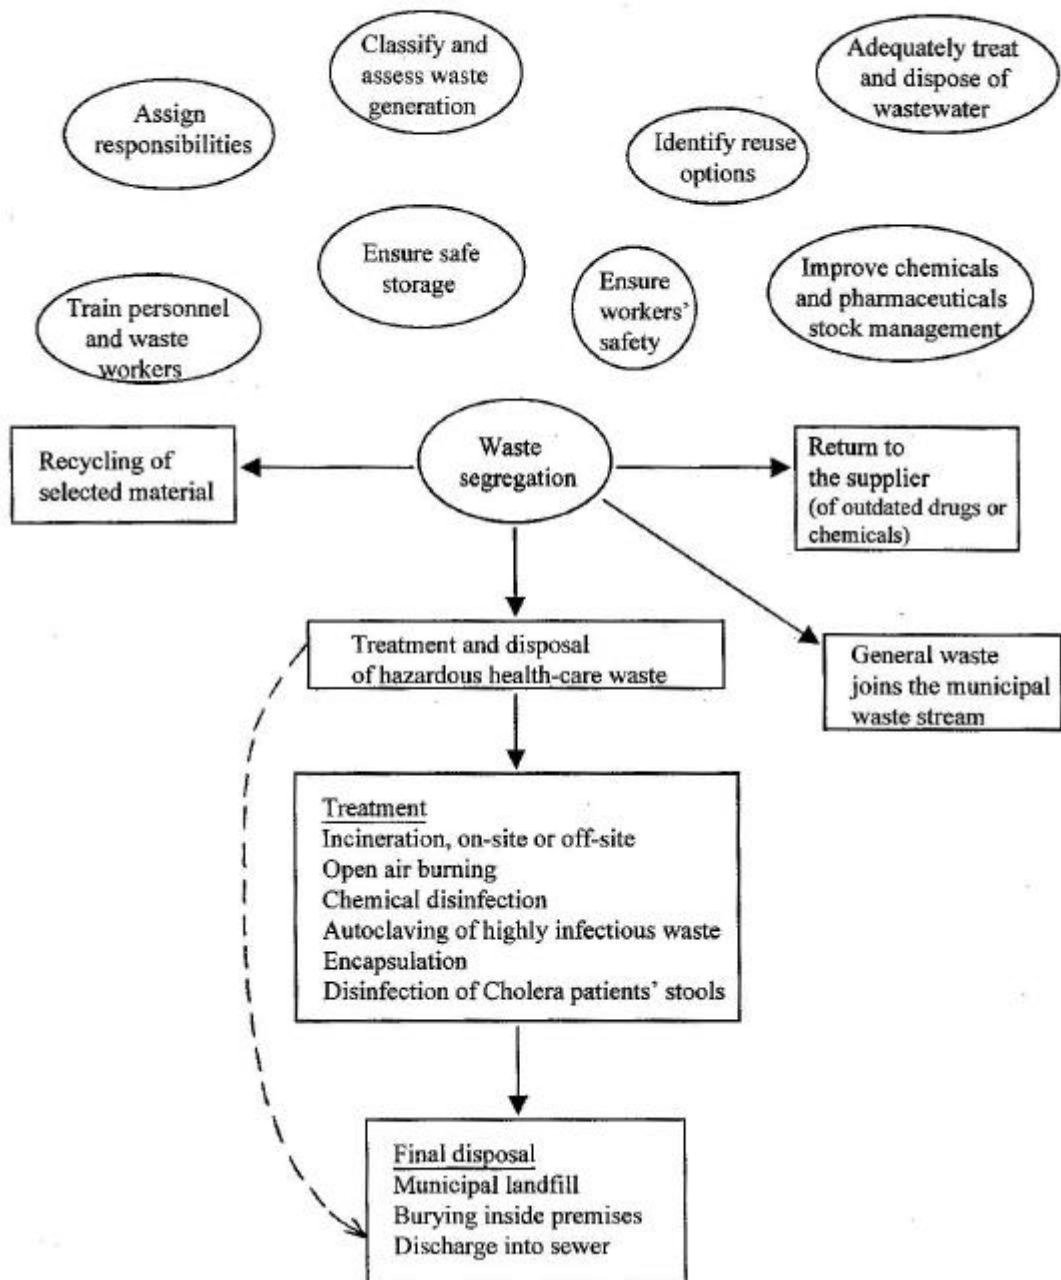 Classify and
assess waste
generation
Adequately treat
and dispose of
wastewater
Assign
responsibilities
Identify reuse
options
Ensure safe
storage
Ensure
workers'
safety
Improve chemicals
and pharmaceuticals
stock management
Train personnel
and waste
workers
Waste
segregation
Recycling of
selected material
Return to
the supplier
(of outdated drugs or
chemicals)
Treatment and disposal
of hazardous health-care waste
General waste
joins the municipal
waste stream
Treatment
Incineration, on-site or off-site
Open air burning
Chemical disinfection
Autoclaving of highly infectious waste
Encapsulation
Disinfection of Cholera patients' stools
Final disposal
Municipal landfill
Burying inside premises
Discharge into sewer